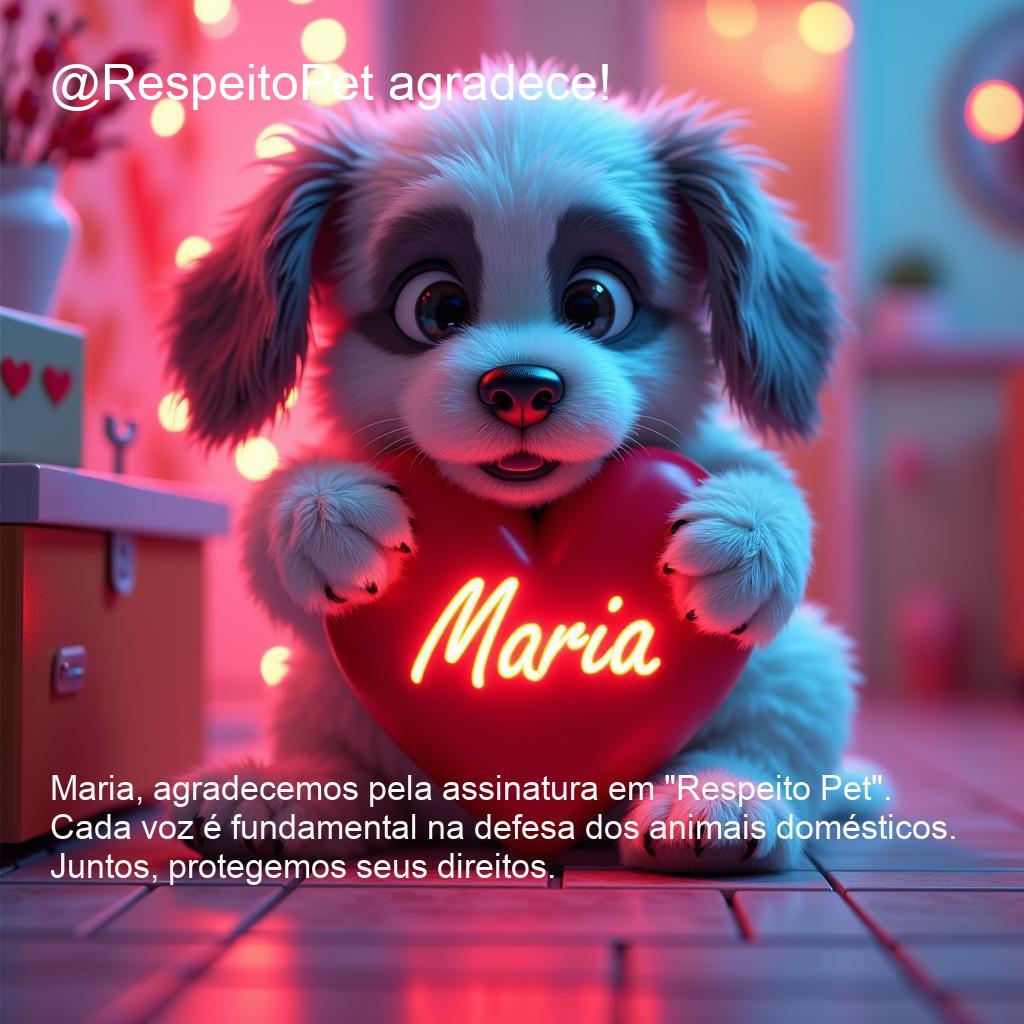 @RespeitoPet agradece!
Maria
Maria, agradecemos pela assinatura em "Respeito Pet".
Cada voz é fundamental na defesa dos animais domésticos.
Juntos, protegemos seus direitos.